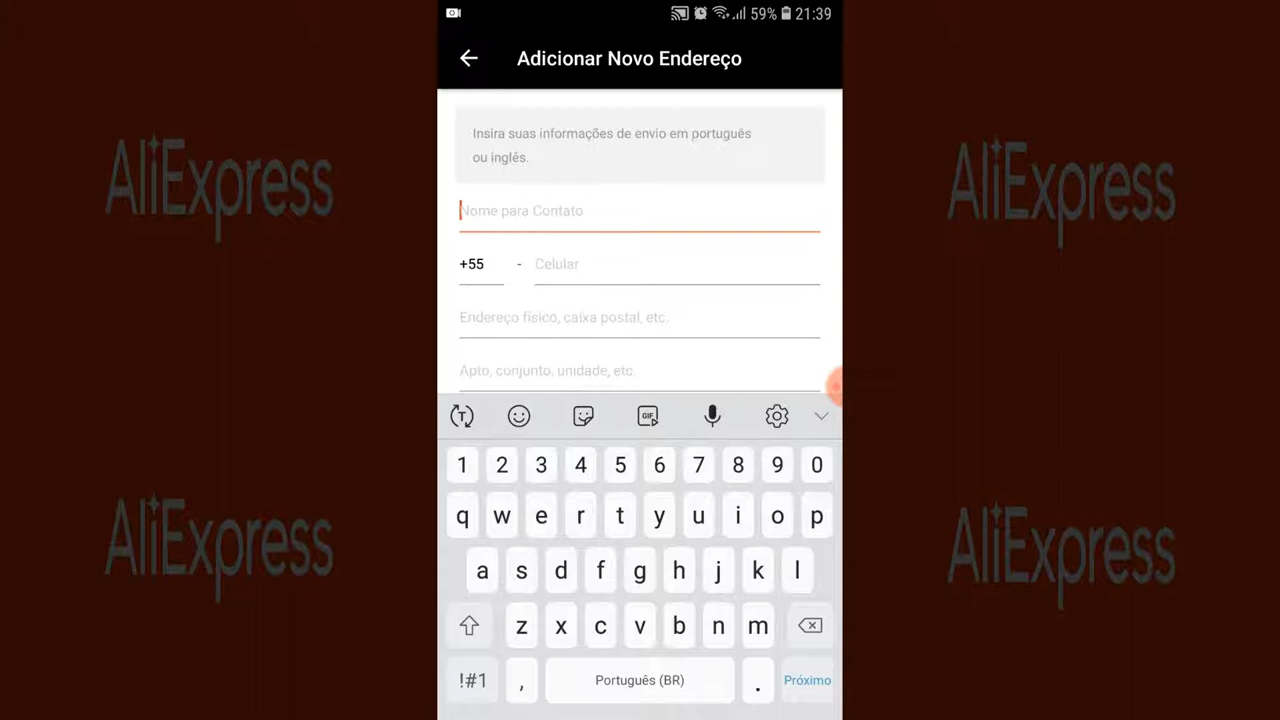 59% 21:39
Adicionar Novo Endereço
Insira suas informações de envio em português
ou inglês.
Nome para Contato
+55 - Celular
Endereço físico, caixa postal, etc.
Apto, conjunto, unidade, etc.
T GIF
1 2 3 4 5 6 7 8 9 0
q w e r t y u i o p
a s d f g h j k l
z x c v b n m
!#1 , Português (BR) . Próximo
AliExpress
AliExpress
AliExpress
AliExpress